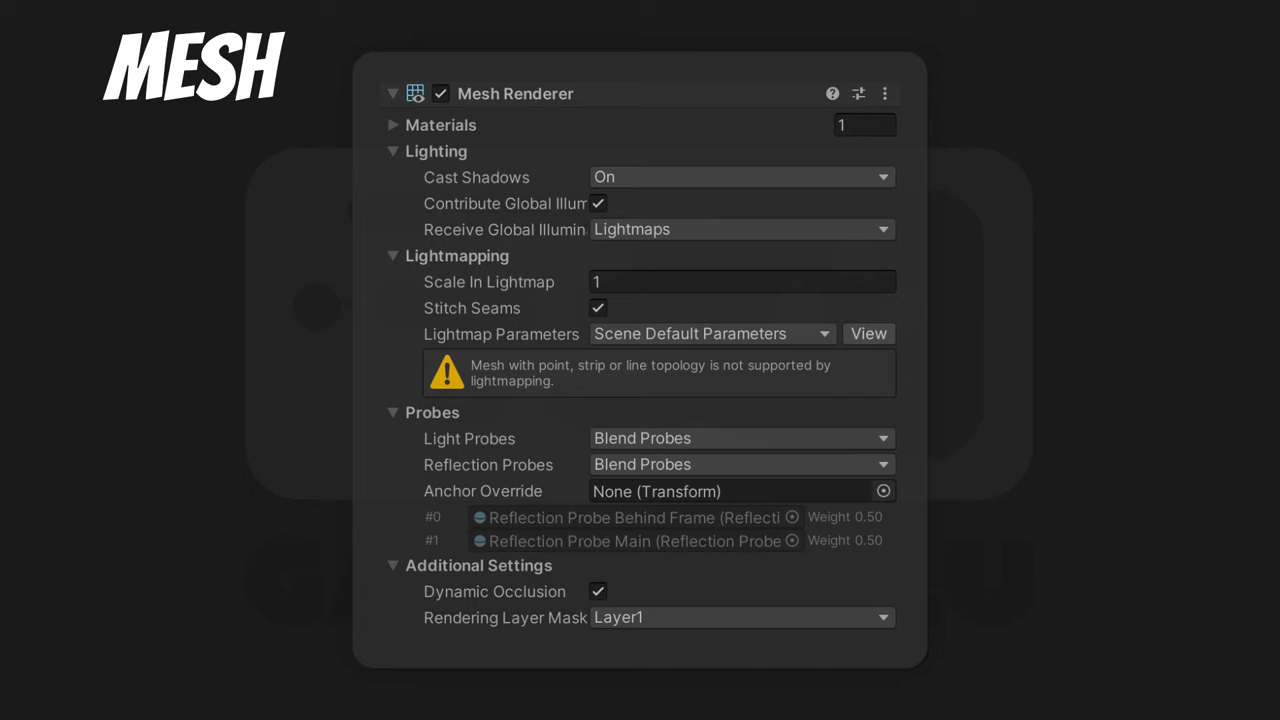 MESH
Mesh Renderer
Materials 1
Lighting
Cast Shadows On
Contribute Global Illum
Receive Global Illumin Lightmaps
Lightmapping
Scale In Lightmap 1
Stitch Seams
Lightmap Parameters Scene Default Parameters View
Mesh with point, strip or line topology is not supported by
lightmapping.
Probes
Light Probes Blend Probes
Reflection Probes Blend Probes
Anchor Override None (Transform)
#0 Reflection Probe Behind Frame (Reflecti Weight 0.50
#1 Reflection Probe Main (Reflection Probe Weight 0.50
Additional Settings
Dynamic Occlusion
Rendering Layer Mask Layer1